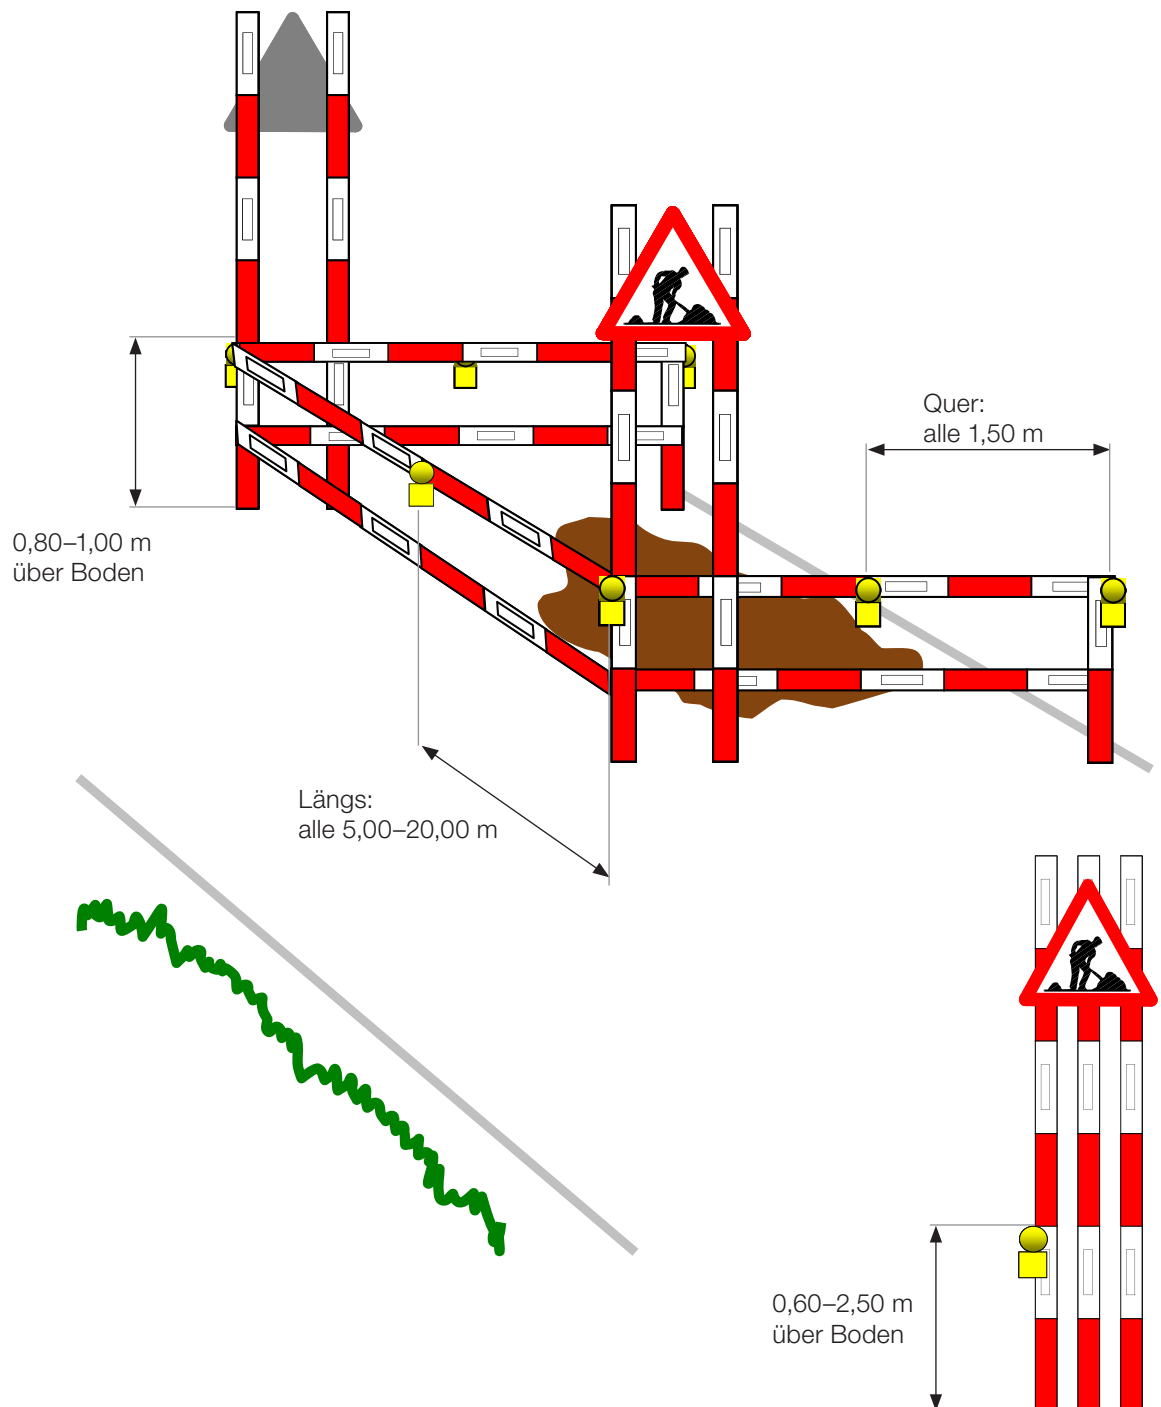 Quer:
alle 1,50 m
0,80–1,00 m
über Boden
Längs:
alle 5,00–20,00 m
0,60–2,50 m
über Boden